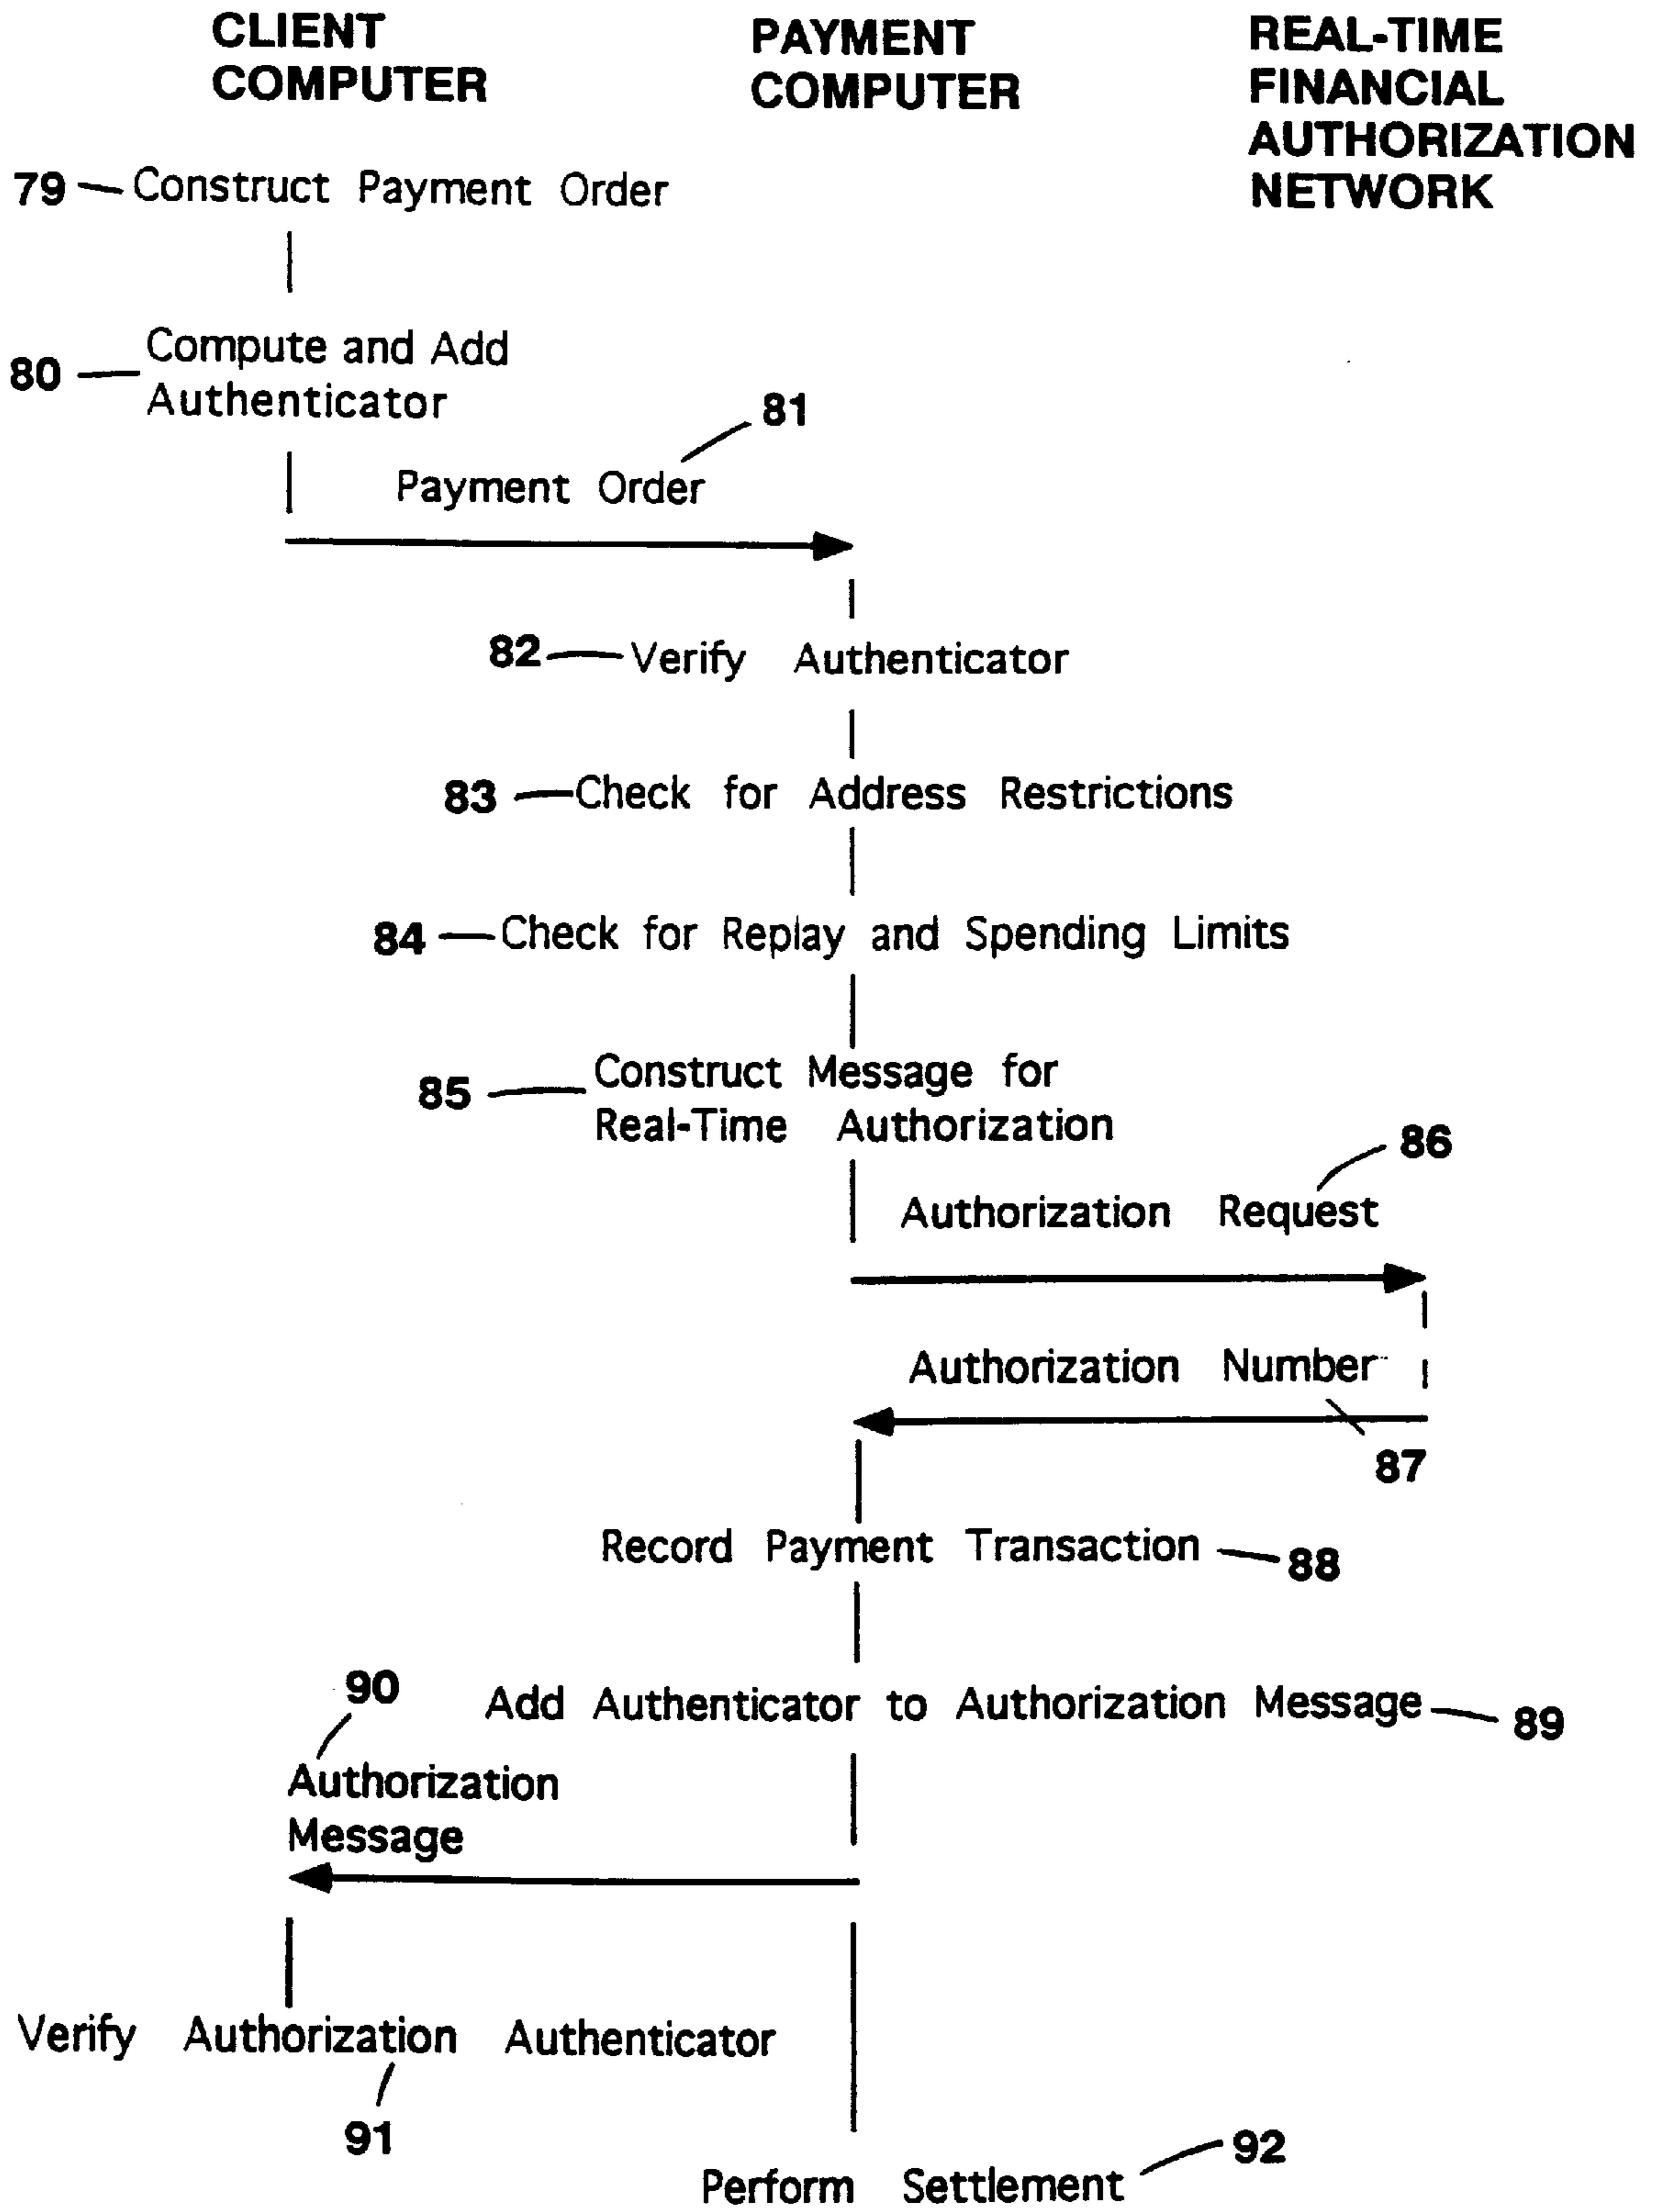 CLIENT
COMPUTER
PAYMENT
COMPUTER
REAL-TIME
FINANCIAL
AUTHORIZATION
NETWORK
79 Construct Payment Order
80
Compute and Add
Authenticator
81
Payment Order
82 Verify Authenticator
83 Check for Address Restrictions
84 Check for Replay and Spending Limits
85
Construct Message for
Real-Time Authorization
86
Authorization Request
Authorization Number
87
Record Payment Transaction 88
90
Add Authenticator to Authorization Message 89
Authorization
Message
Verify Authorization Authenticator
91
92
Perform Settlement